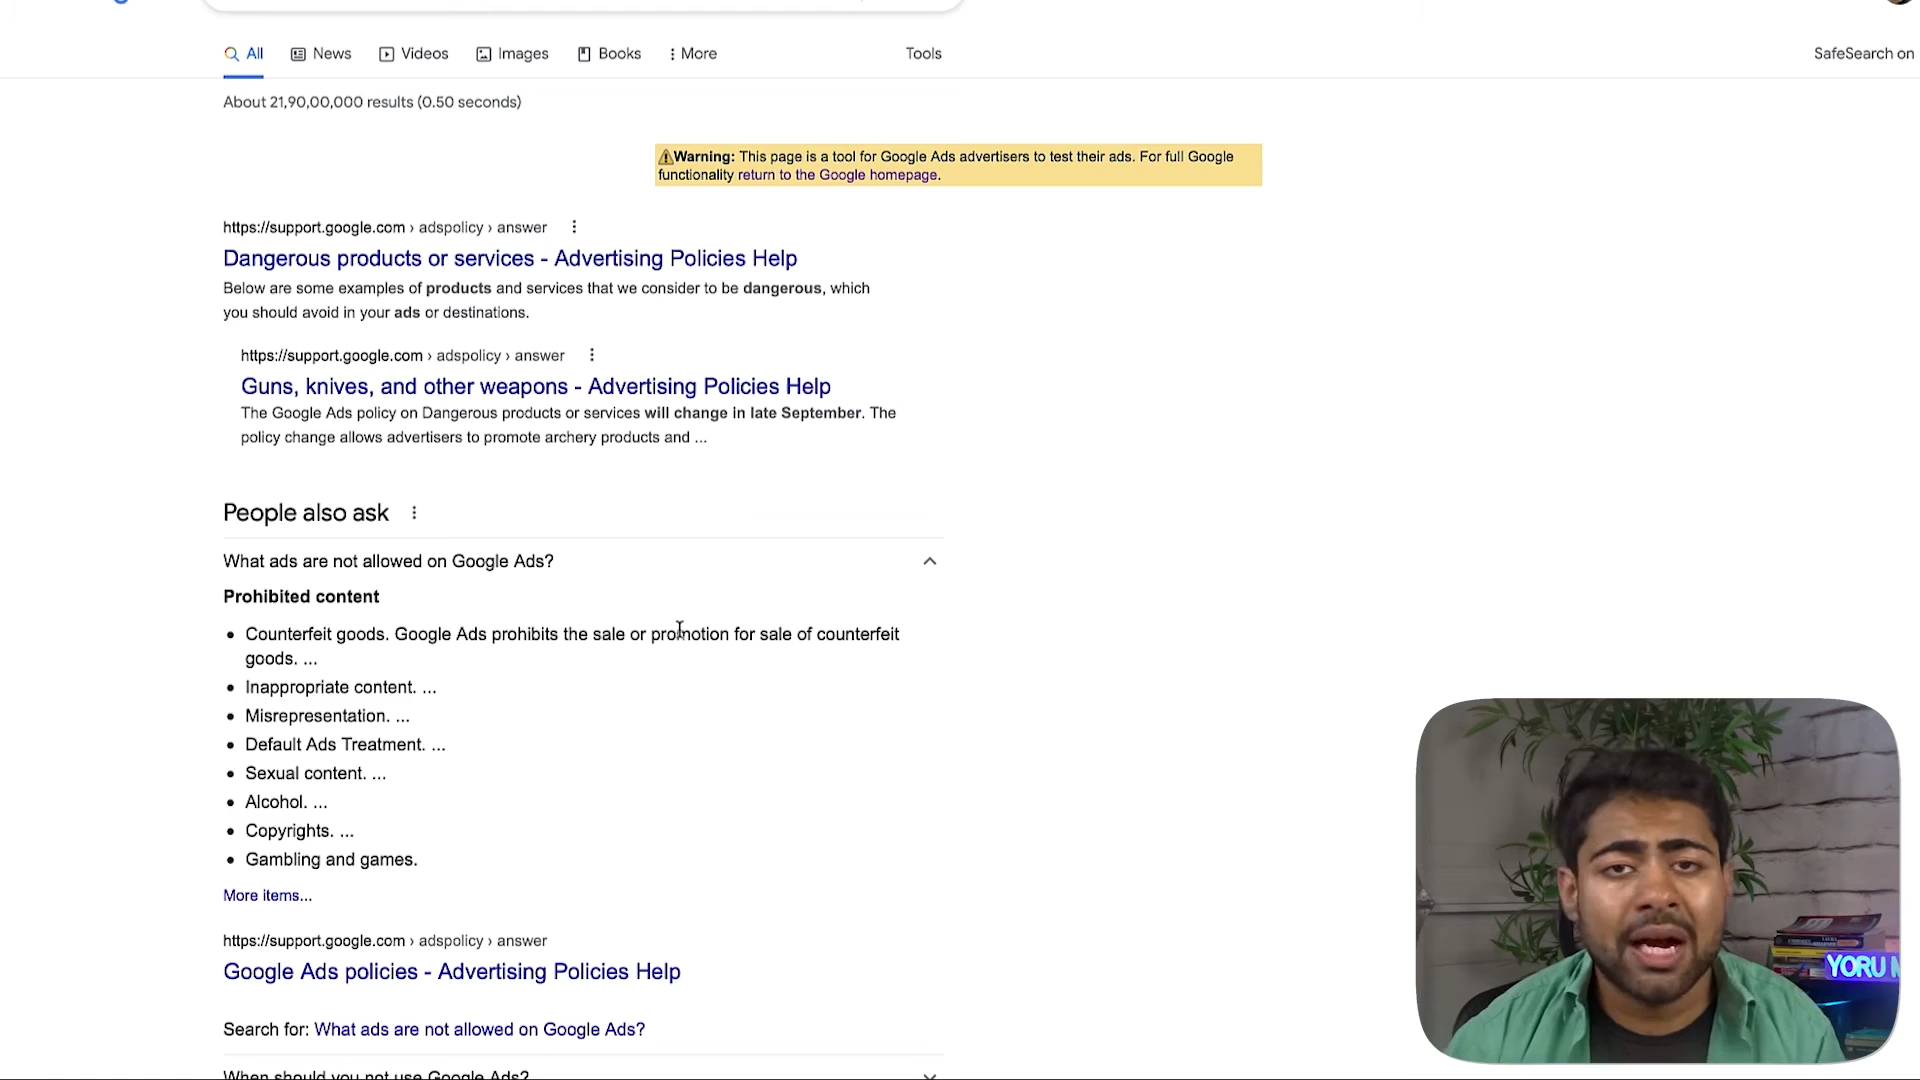 All
News
Videos
Images
Books
More
Tools
SafeSearch on
About 21,90,00,000 results (0.50 seconds)
Warning: This page is a tool for Google Ads advertisers to test their ads. For full Google
functionality return to the Google homepage.
https://support.google.com › adspolicy › answer
Dangerous products or services - Advertising Policies Help
Below are some examples of products and services that we consider to be dangerous, which
you should avoid in your ads or destinations.
https://support.google.com › adspolicy › answer
Guns, knives, and other weapons - Advertising Policies Help
The Google Ads policy on Dangerous products or services will change in late September. The
policy change allows advertisers to promote archery products and ...
People also ask
What ads are not allowed on Google Ads?
Prohibited content
• Counterfeit goods. Google Ads prohibits the sale or promotion for sale of counterfeit
goods. ...
• Inappropriate content. ...
• Misrepresentation. ...
• Default Ads Treatment. ...
• Sexual content. ...
• Alcohol. ...
• Copyrights. ...
• Gambling and games.
More items...
https://support.google.com › adspolicy › answer
Google Ads policies - Advertising Policies Help
Search for: What ads are not allowed on Google Ads?
When should you not use Google Ads?
YORU